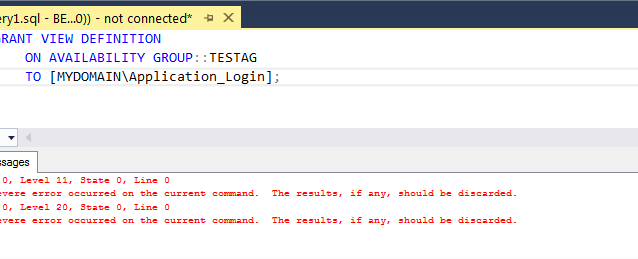 ery1.sql - BE...0)) - not connected*
GRANT VIEW DEFINITION
ON AVAILABILITY GROUP::TESTAG
TO [MYDOMAIN\Application_Login];
ssages
0, Level 11, State 0, Line 0
evere error occurred on the current command.  The results, if any, should be discarded.
0, Level 20, State 0, Line 0
evere error occurred on the current command.  The results, if any, should be discarded.